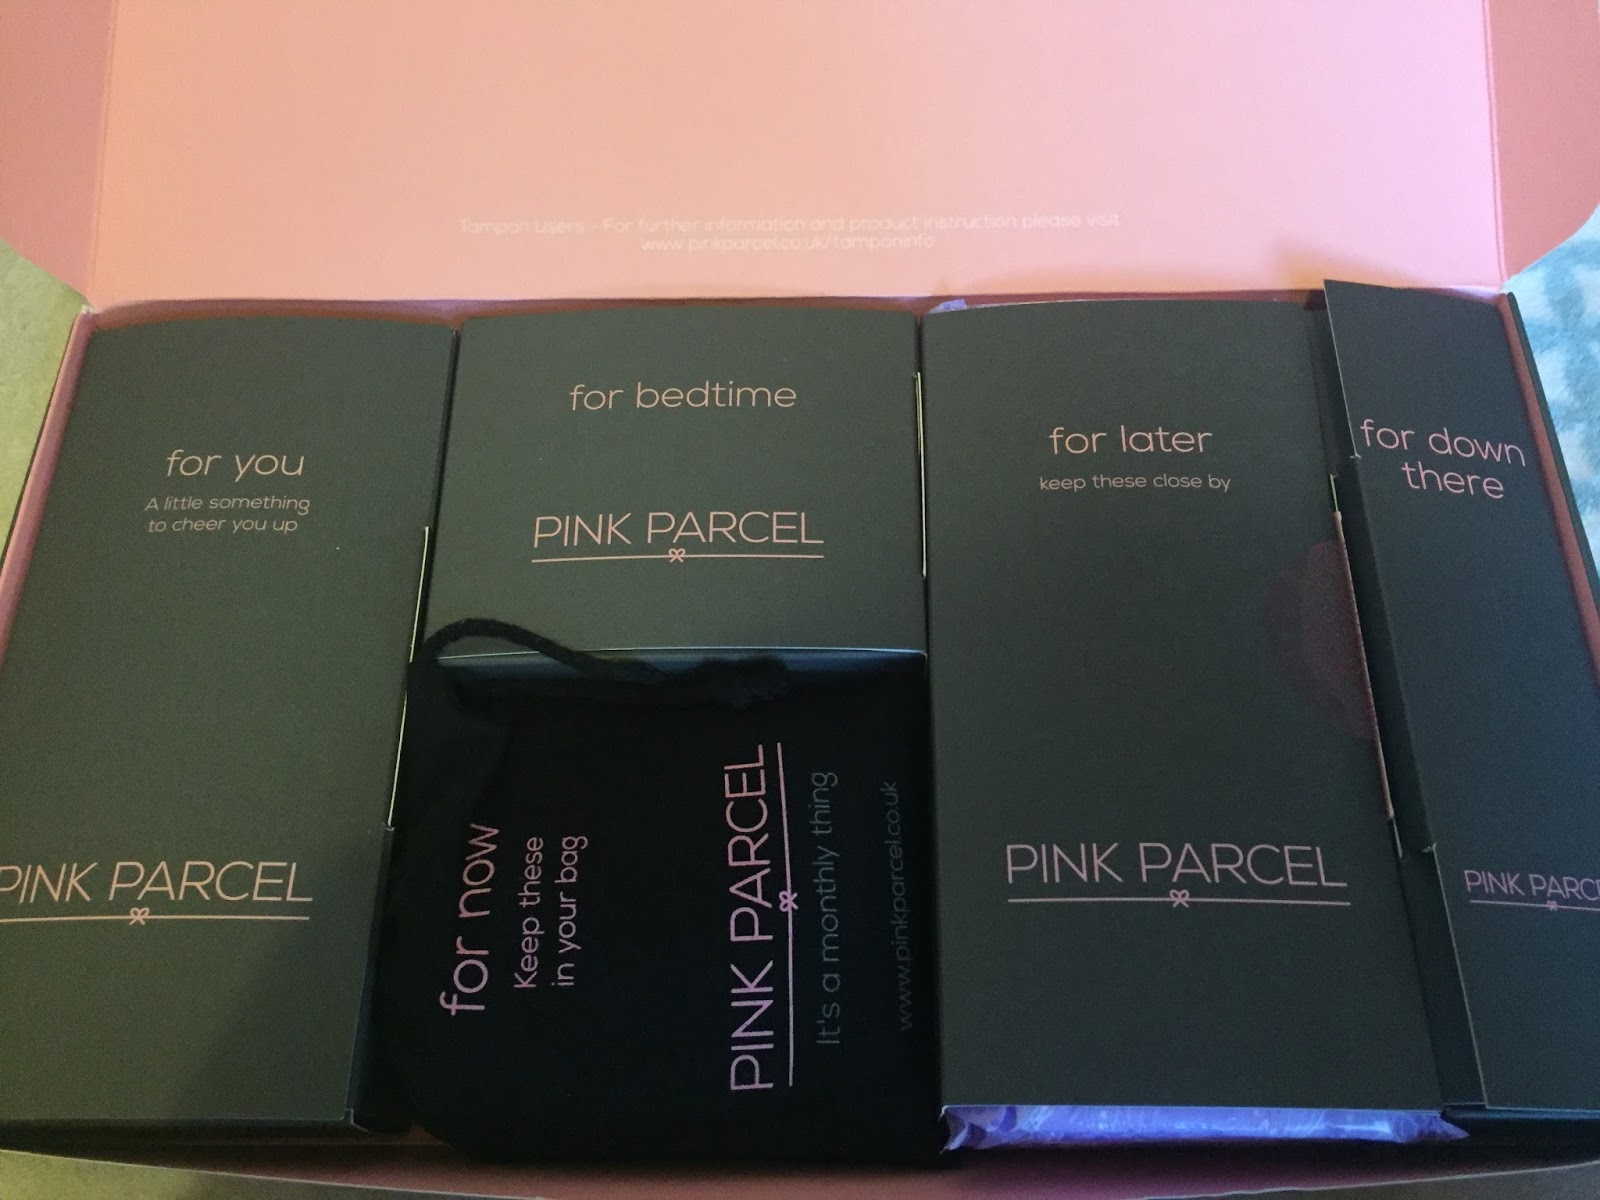 Tampon Users - For further information and product instruction please visit
www.pinkparcel.co.uk/tamponinfo
for you
A little something
to cheer you up
PINK PARCEL
for bedtime
PINK PARCEL
for now
Keep these
in your bag
PINK PARCEL
It's a monthly thing
www.pinkparcel.co.uk
for later
keep these close by
PINK PARCEL
for down
there
PINK PARCE